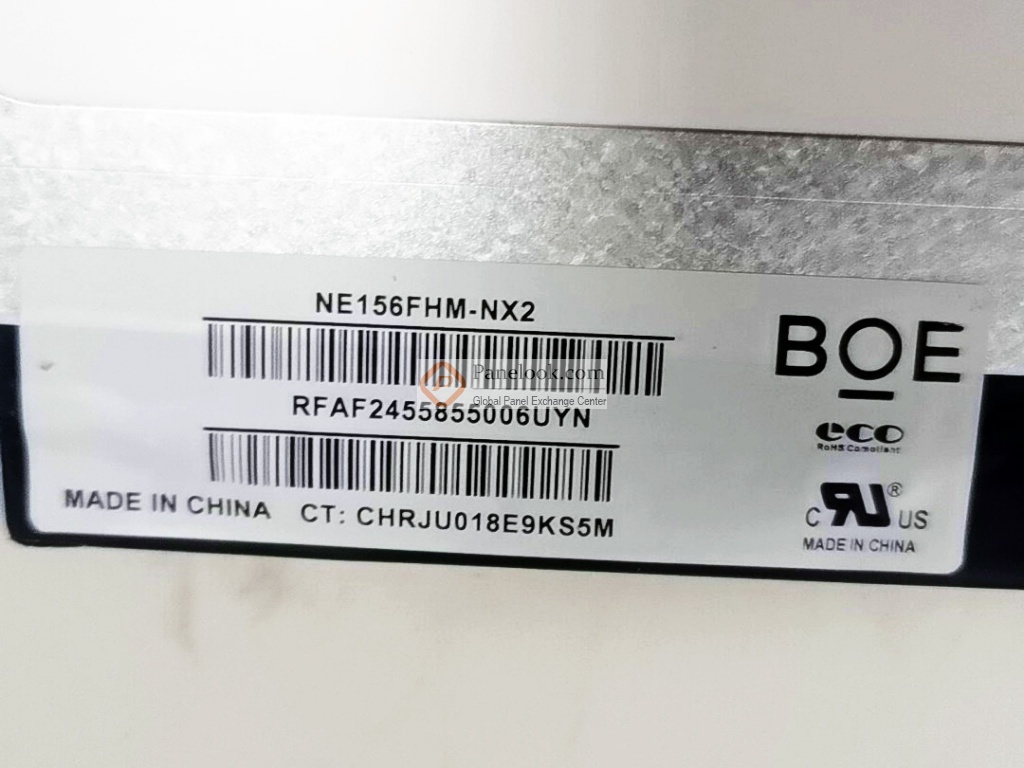 NE156FHM-NX2
BOE
Panelook.com
Global Panel Exchange Center
RFAF2455855006UYN
eco
RoHS Compliant
MADE IN CHINA CT: CHRJU018E9KS5M
C RU ® US
MADE IN CHINA